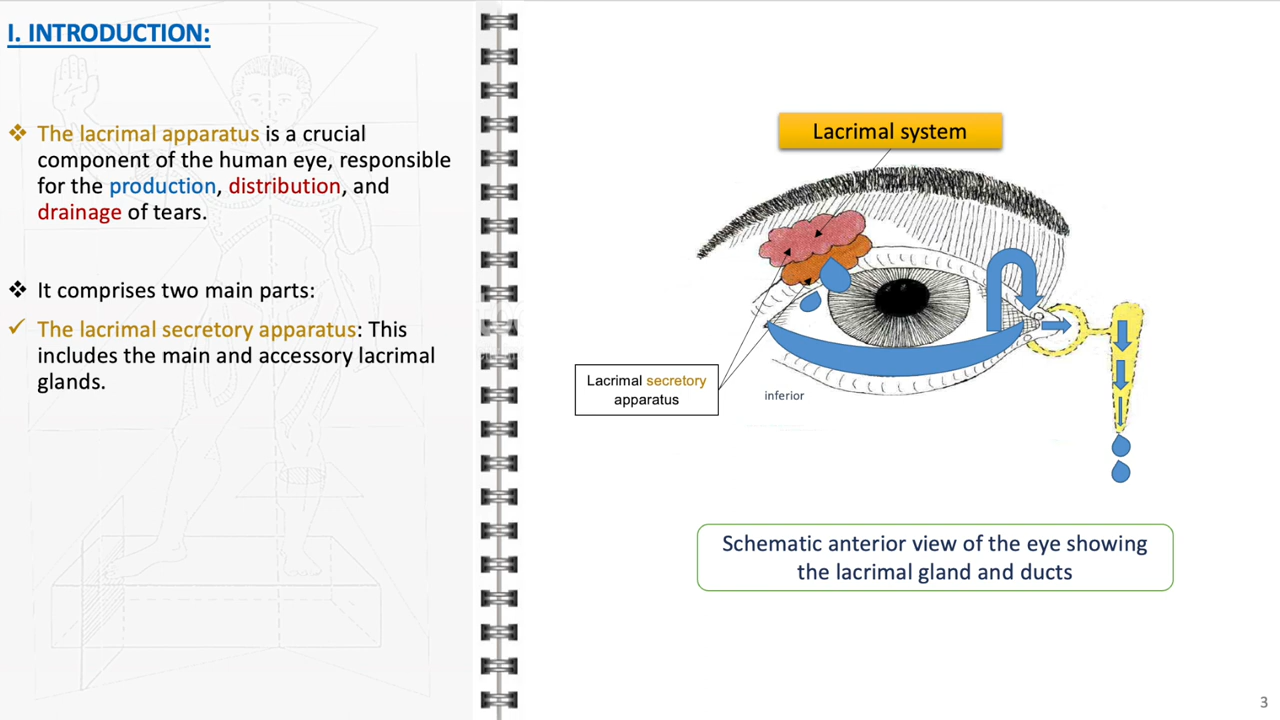 I. INTRODUCTION:
❖ The lacrimal apparatus is a crucial
component of the human eye, responsible
for the production, distribution, and
drainage of tears.
❖ It comprises two main parts:
✓ The lacrimal secretory apparatus: This
includes the main and accessory lacrimal
glands.
Lacrimal system
Lacrimal secretory
apparatus
inferior
Schematic anterior view of the eye showing
the lacrimal gland and ducts
3